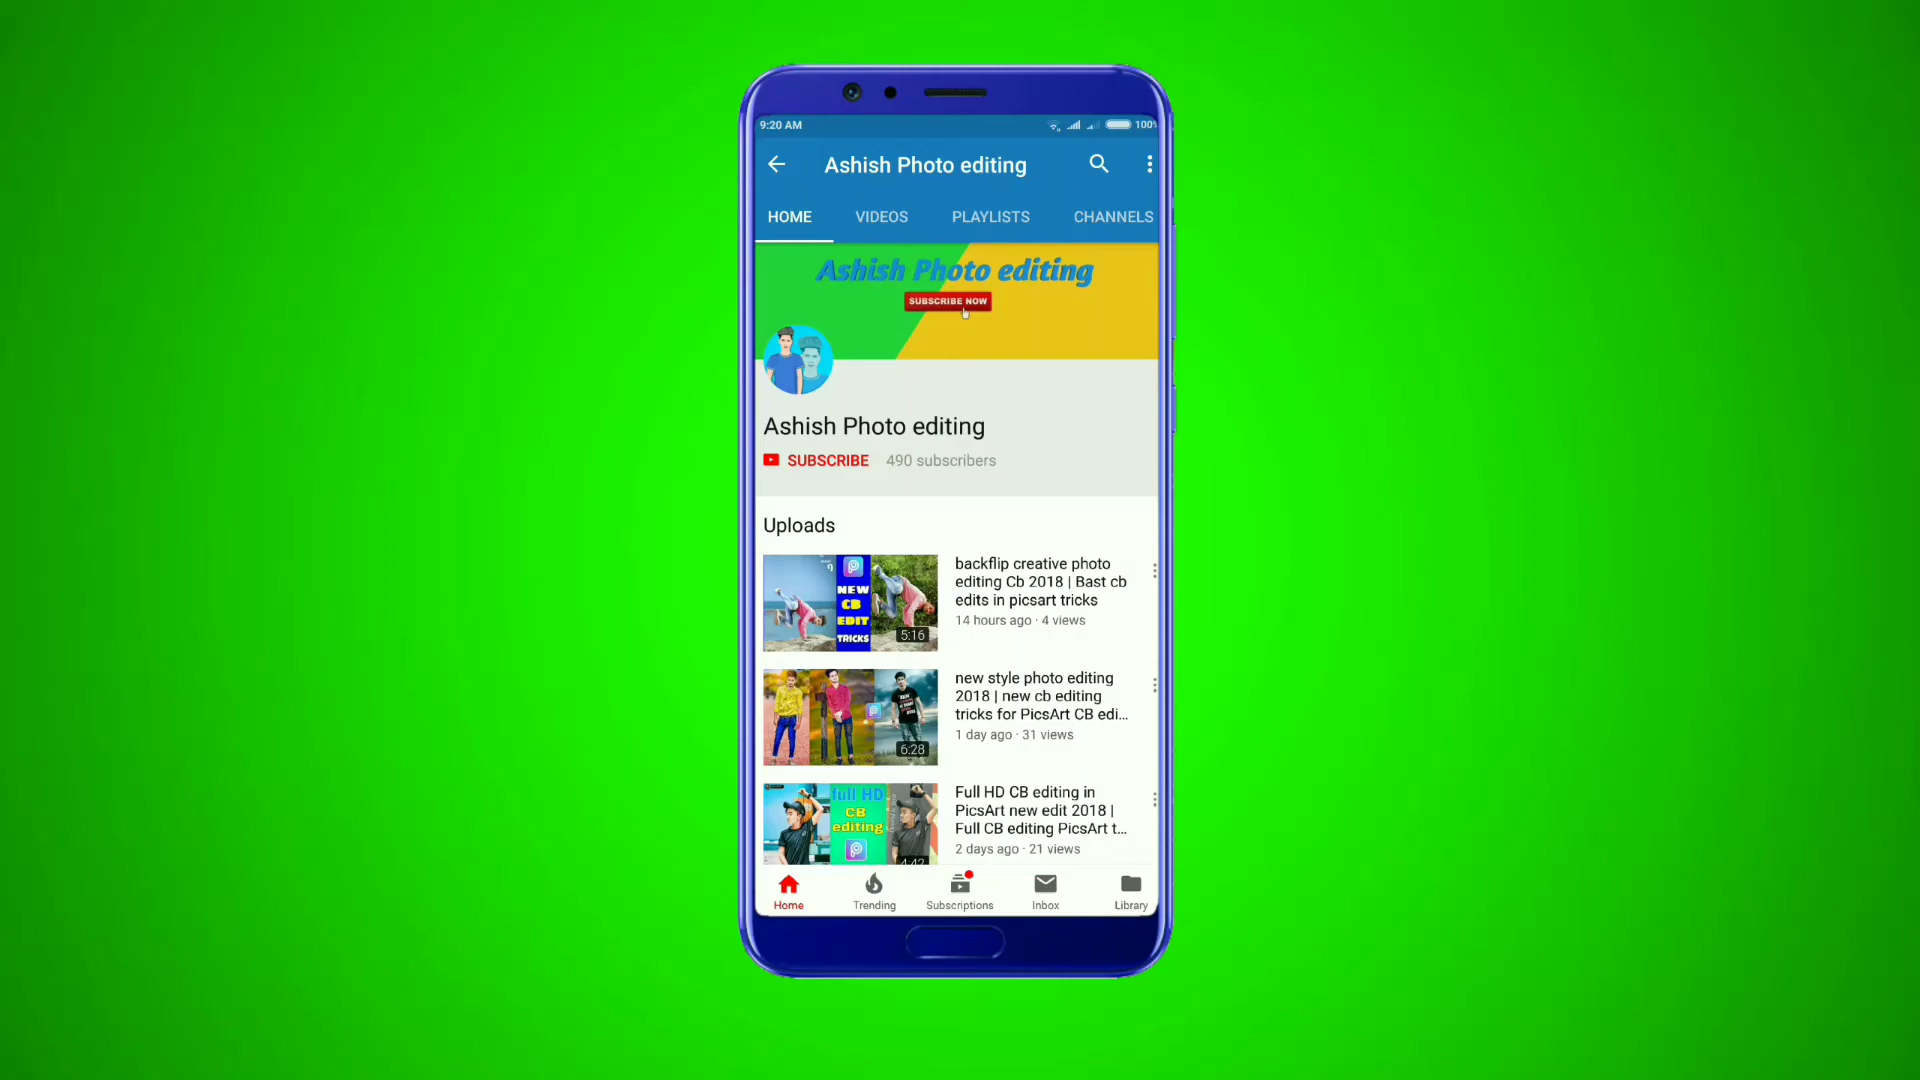 9:20 AM
100%
Ashish Photo editing
HOME VIDEOS PLAYLISTS CHANNELS
Ashish Photo editing
SUBSCRIBE NOW
Ashish Photo editing
SUBSCRIBE 490 subscribers
Uploads
NEW
CB
EDIT
TRICKS
5:16
backflip creative photo
editing Cb 2018 | Bast cb
edits in picsart tricks
14 hours ago · 4 views
6:28
new style photo editing
2018 | new cb editing
tricks for PicsArt CB edi...
1 day ago · 31 views
full HD
CB
editing
4:42
Full HD CB editing in
PicsArt new edit 2018 |
Full CB editing PicsArt t...
2 days ago · 21 views
Home Trending Subscriptions Inbox Library